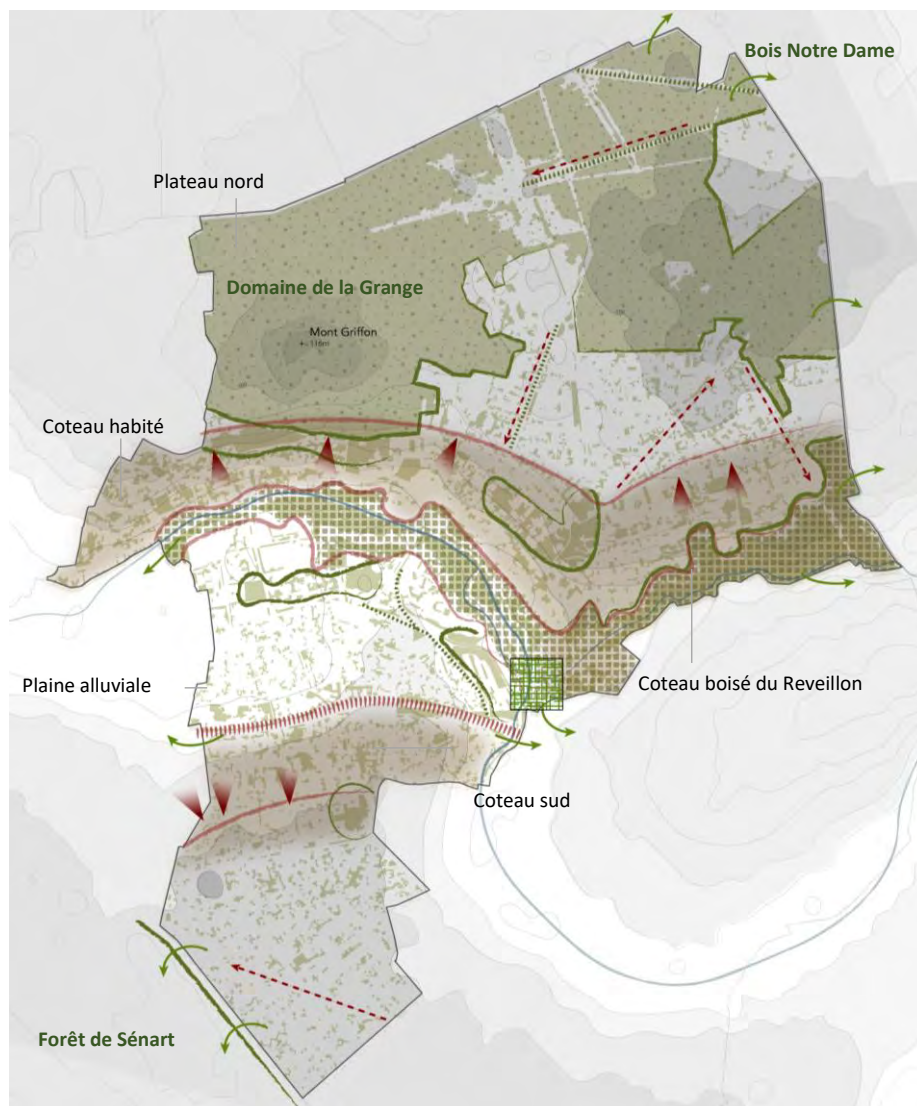 Bois Notre Dame
Plateau nord
Domaine de la Grange
Mont Griffon
116m
Coteau habité
Plaine alluviale
Coteau boisé du Reveillon
Coteau sud
Forêt de Sénart